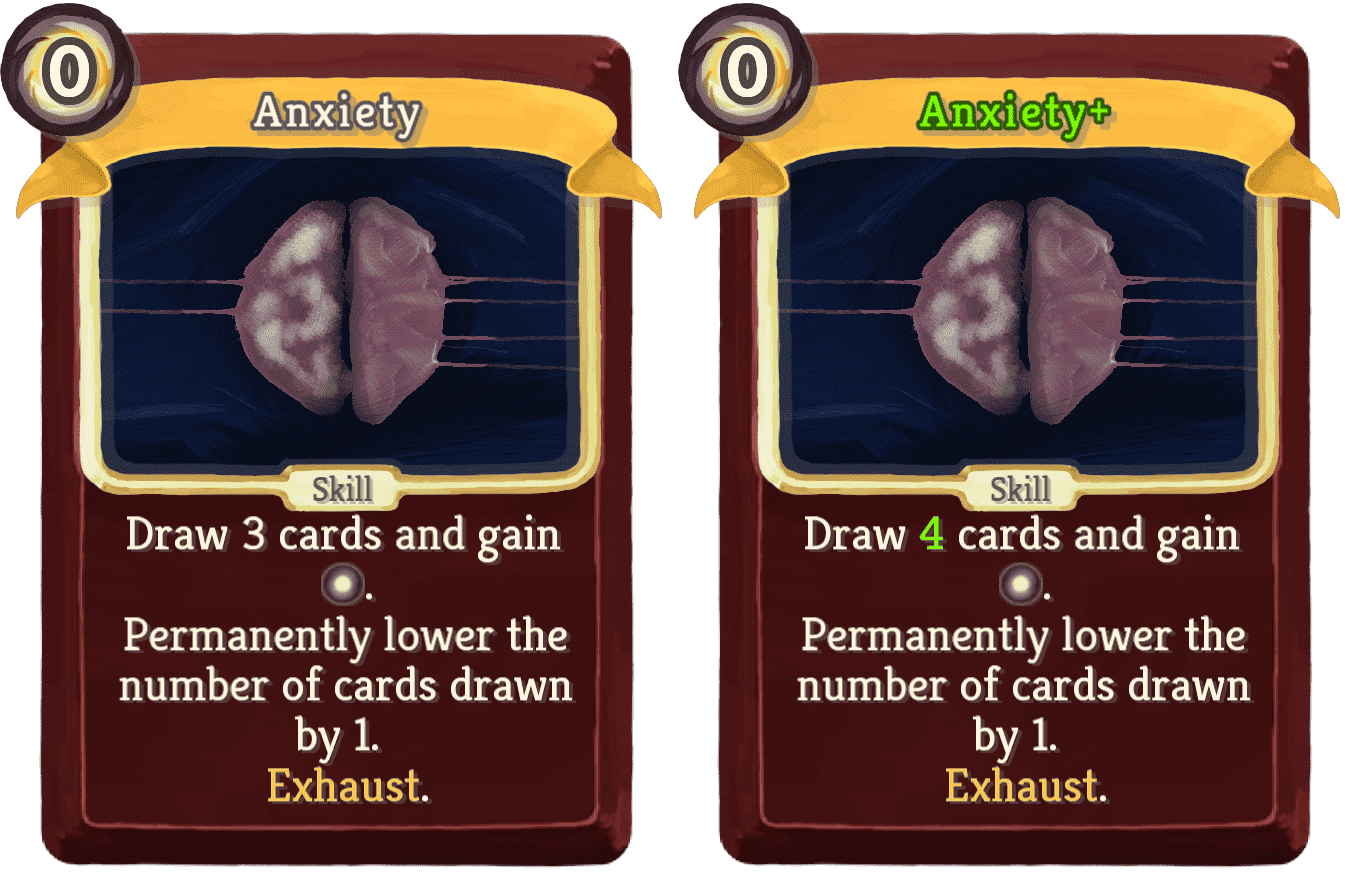 0
Anxiety
Skill
Draw 3 cards and gain
.
Permanently lower the
number of cards drawn
by 1.
Exhaust.
0
Anxiety+
Skill
Draw 4 cards and gain
.
Permanently lower the
number of cards drawn
by 1.
Exhaust.